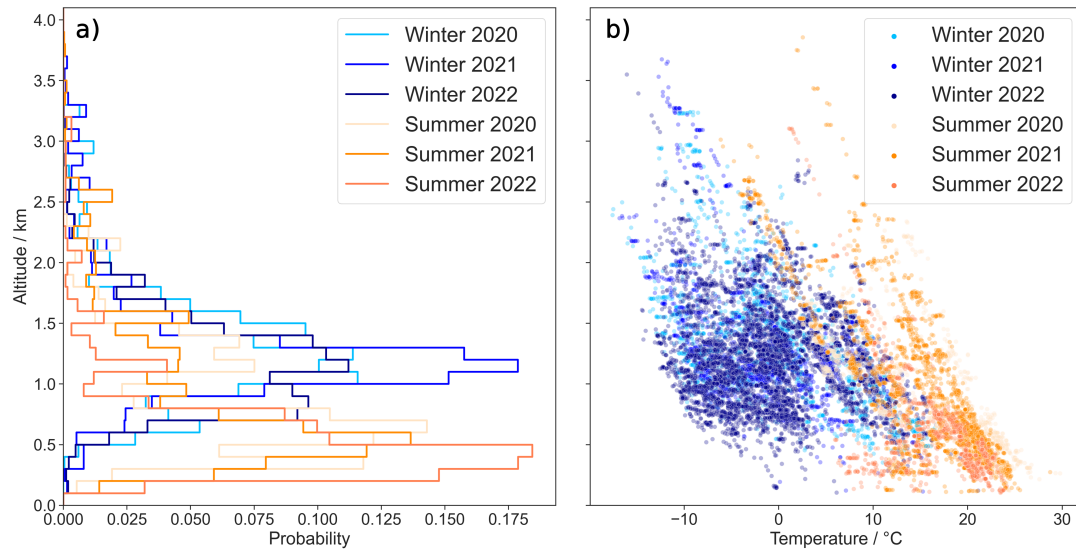 a)
Winter 2020
Winter 2021
Winter 2022
Summer 2020
Summer 2021
Summer 2022
4.0
3.5
3.0
2.5
2.0
1.5
1.0
0.5
0.0
Altitude / km
0.000 0.025 0.050 0.075 0.100 0.125 0.150 0.175
Probability
b)
Winter 2020
Winter 2021
Winter 2022
Summer 2020
Summer 2021
Summer 2022
−10 0 10 20 30
Temperature / °C